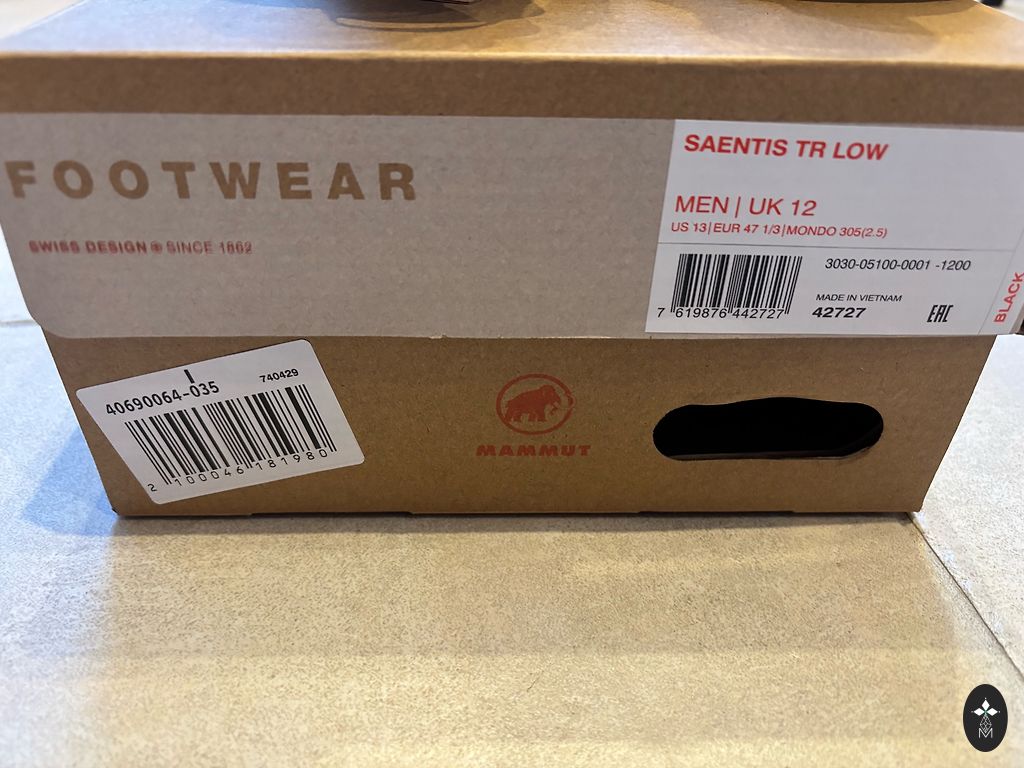 FOOTWEAR
SWISS DESIGN ⊕ SINCE 1862
SAENTIS TR LOW
MEN | UK 12
US 13|EUR 47 1/3|MONDO 305(2.5)
3030-05100-0001 -1200
7 619876 442727
MADE IN VIETNAM
42727
EAC
BLACK
40690064-035
740429
2 100046 181980
MAMMUT
M